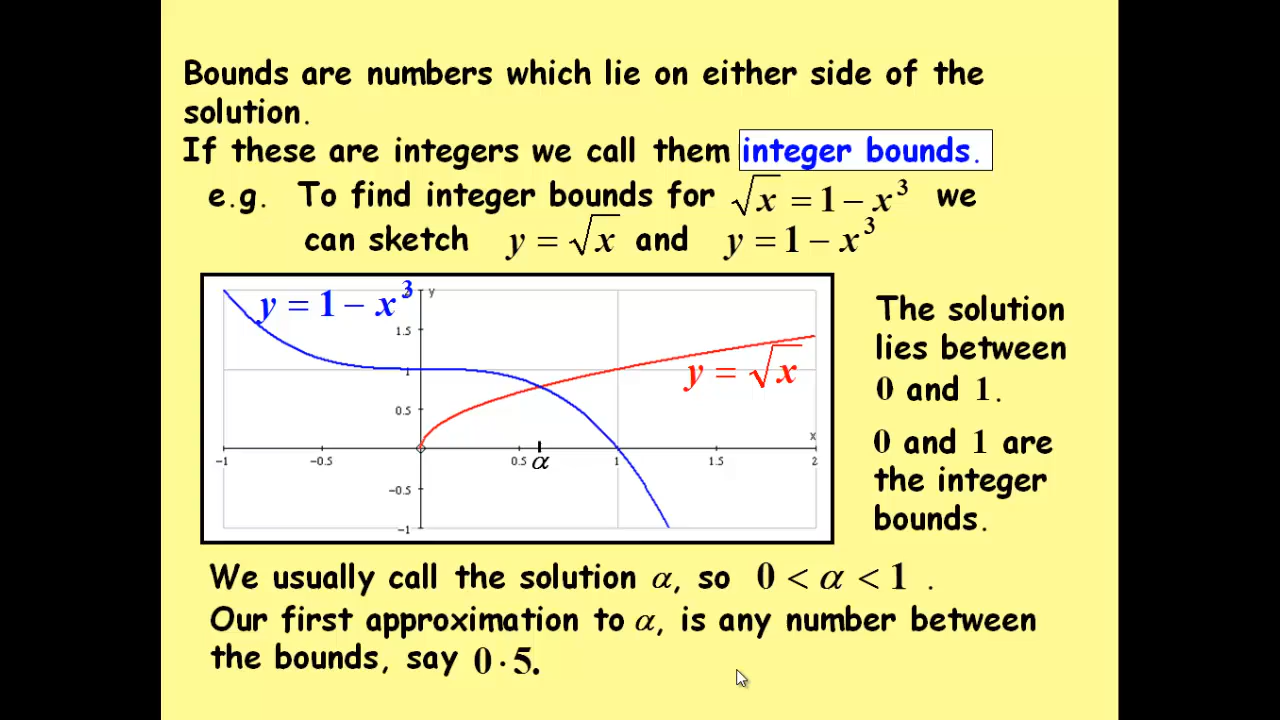 Bounds are numbers which lie on either side of the
solution.
If these are integers we call them integer bounds.
e.g. To find integer bounds for √x = 1 − x³ we
can sketch y = √x and y = 1 − x³
y = 1 − x³
y
1.5
1
0.5
-0.5
-1
y = √x
x
-1 -0.5 0 0.5 α 1 1.5 2
The solution
lies between
0 and 1.
0 and 1 are
the integer
bounds.
We usually call the solution α, so 0 < α < 1 .
Our first approximation to α, is any number between
the bounds, say 0·5.